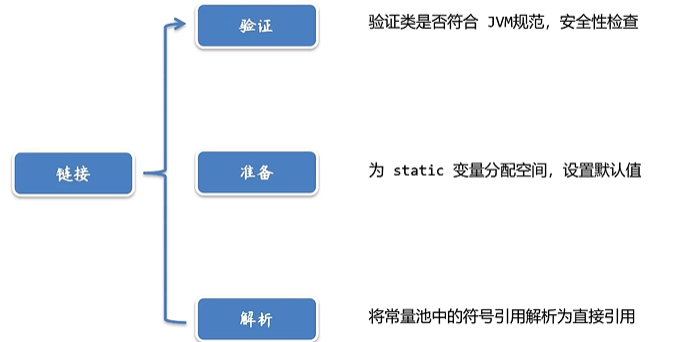 验证
验证类是否符合 JVM规范，安全性检查
链接
准备
为 static 变量分配空间，设置默认值
解析
将常量池中的符号引用解析为直接引用